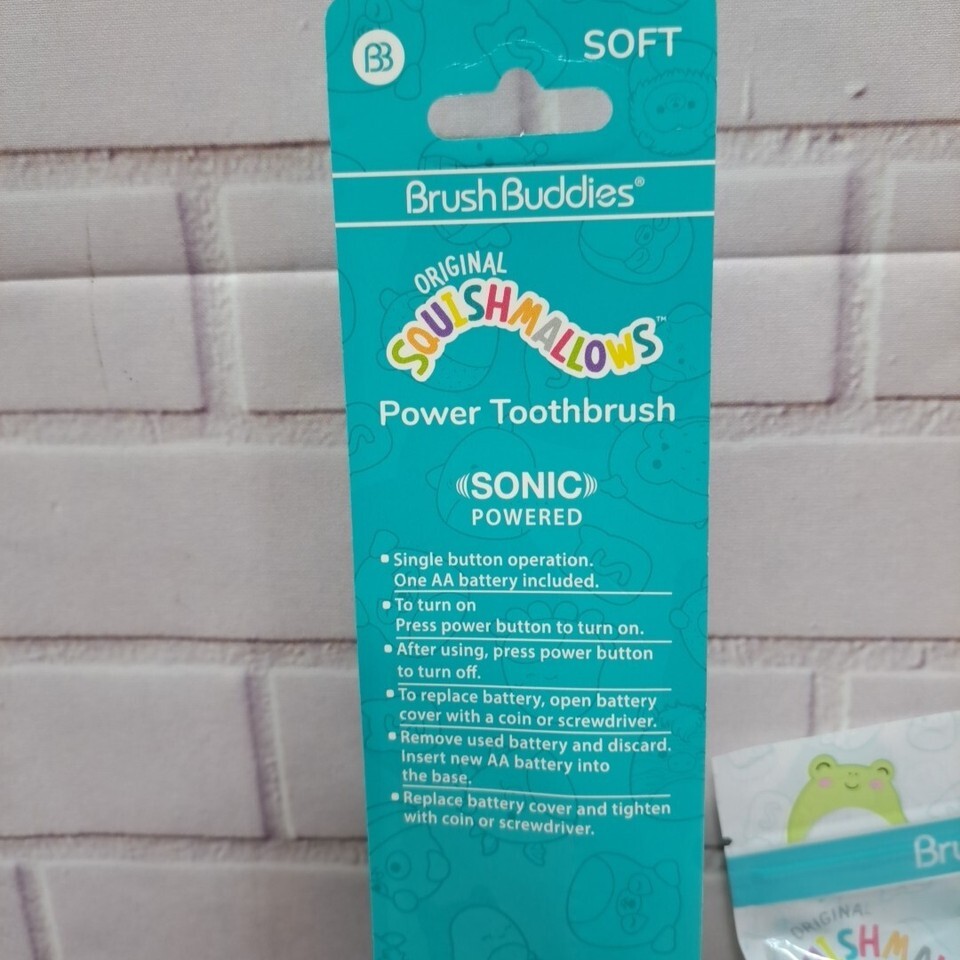 BB
SOFT
BrushBuddies®
ORIGINAL
SQUISHMALLOWS™
Power Toothbrush
SONIC
POWERED
▪ Single button operation.
One AA battery included.
▪ To turn on
Press power button to turn on.
▪ After using, press power button
to turn off.
▪ To replace battery, open battery
cover with a coin or screwdriver.
▪ Remove used battery and discard.
Insert new AA battery into
the base.
▪ Replace battery cover and tighten
with coin or screwdriver.
Bru
ORIGINAL
ISHMA